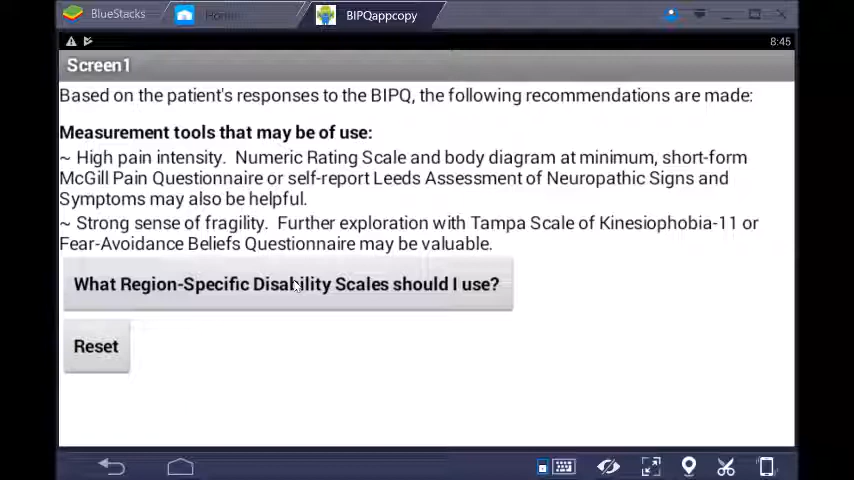 BlueStacks
Home
BIPQappcopy
8:45
Screen1
Based on the patient's responses to the BIPQ, the following recommendations are made:
Measurement tools that may be of use:
~ High pain intensity. Numeric Rating Scale and body diagram at minimum, short-form
McGill Pain Questionnaire or self-report Leeds Assessment of Neuropathic Signs and
Symptoms may also be helpful.
~ Strong sense of fragility. Further exploration with Tampa Scale of Kinesiophobia-11 or
Fear-Avoidance Beliefs Questionnaire may be valuable.
What Region-Specific Disability Scales should I use?
Reset